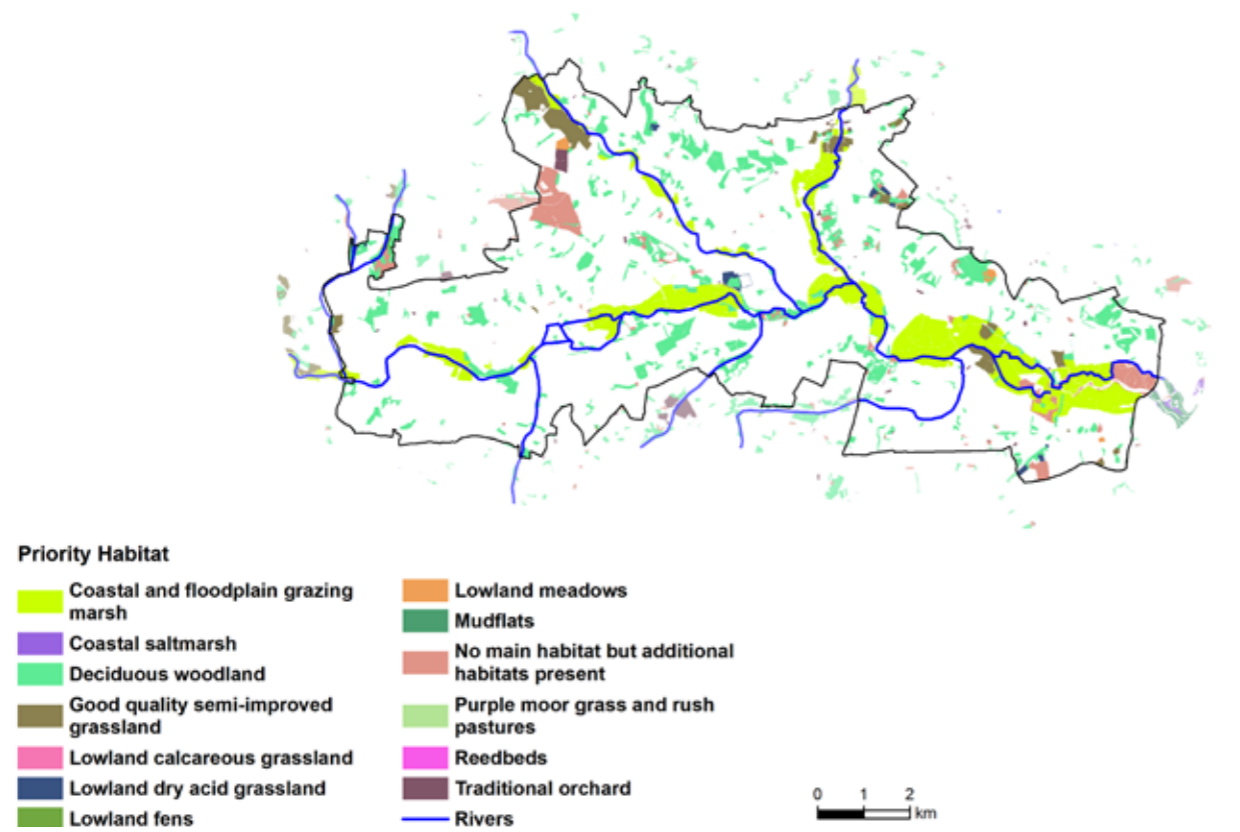 Priority Habitat
Coastal and floodplain grazing
marsh
Coastal saltmarsh
Deciduous woodland
Good quality semi-improved
grassland
Lowland calcareous grassland
Lowland dry acid grassland
Lowland fens
Lowland meadows
Mudflats
No main habitat but additional
habitats present
Purple moor grass and rush
pastures
Reedbeds
Traditional orchard
Rivers
0 1 2
km